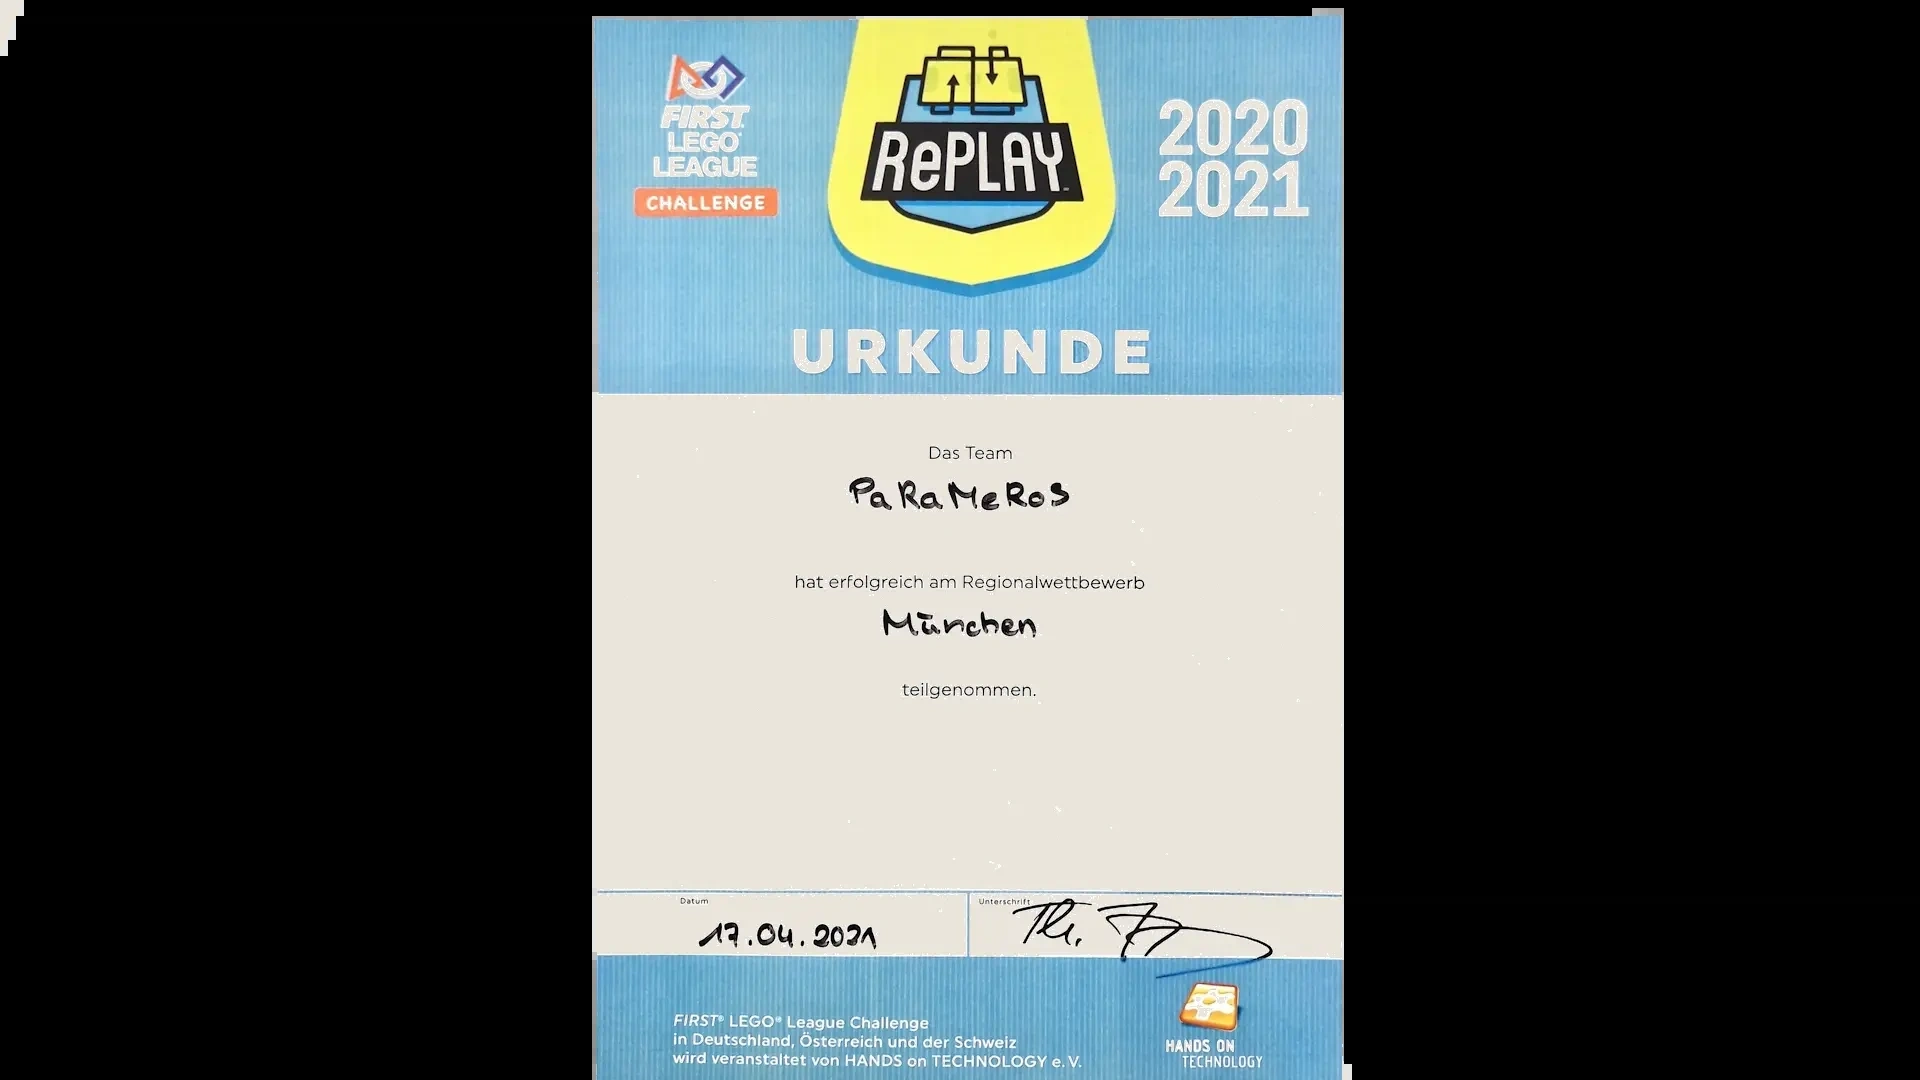 FIRST
LEGO
LEAGUE
CHALLENGE
RePLAY
2020
2021
URKUNDE
Das Team
PaRaMeRoS
hat erfolgreich am Regionalwettbewerb
München
teilgenommen.
Datum
17.04.2021
Unterschrift
FIRST® LEGO® League Challenge
in Deutschland, Österreich und der Schweiz
wird veranstaltet von HANDS on TECHNOLOGY e.V.
HANDS ON
TECHNOLOGY